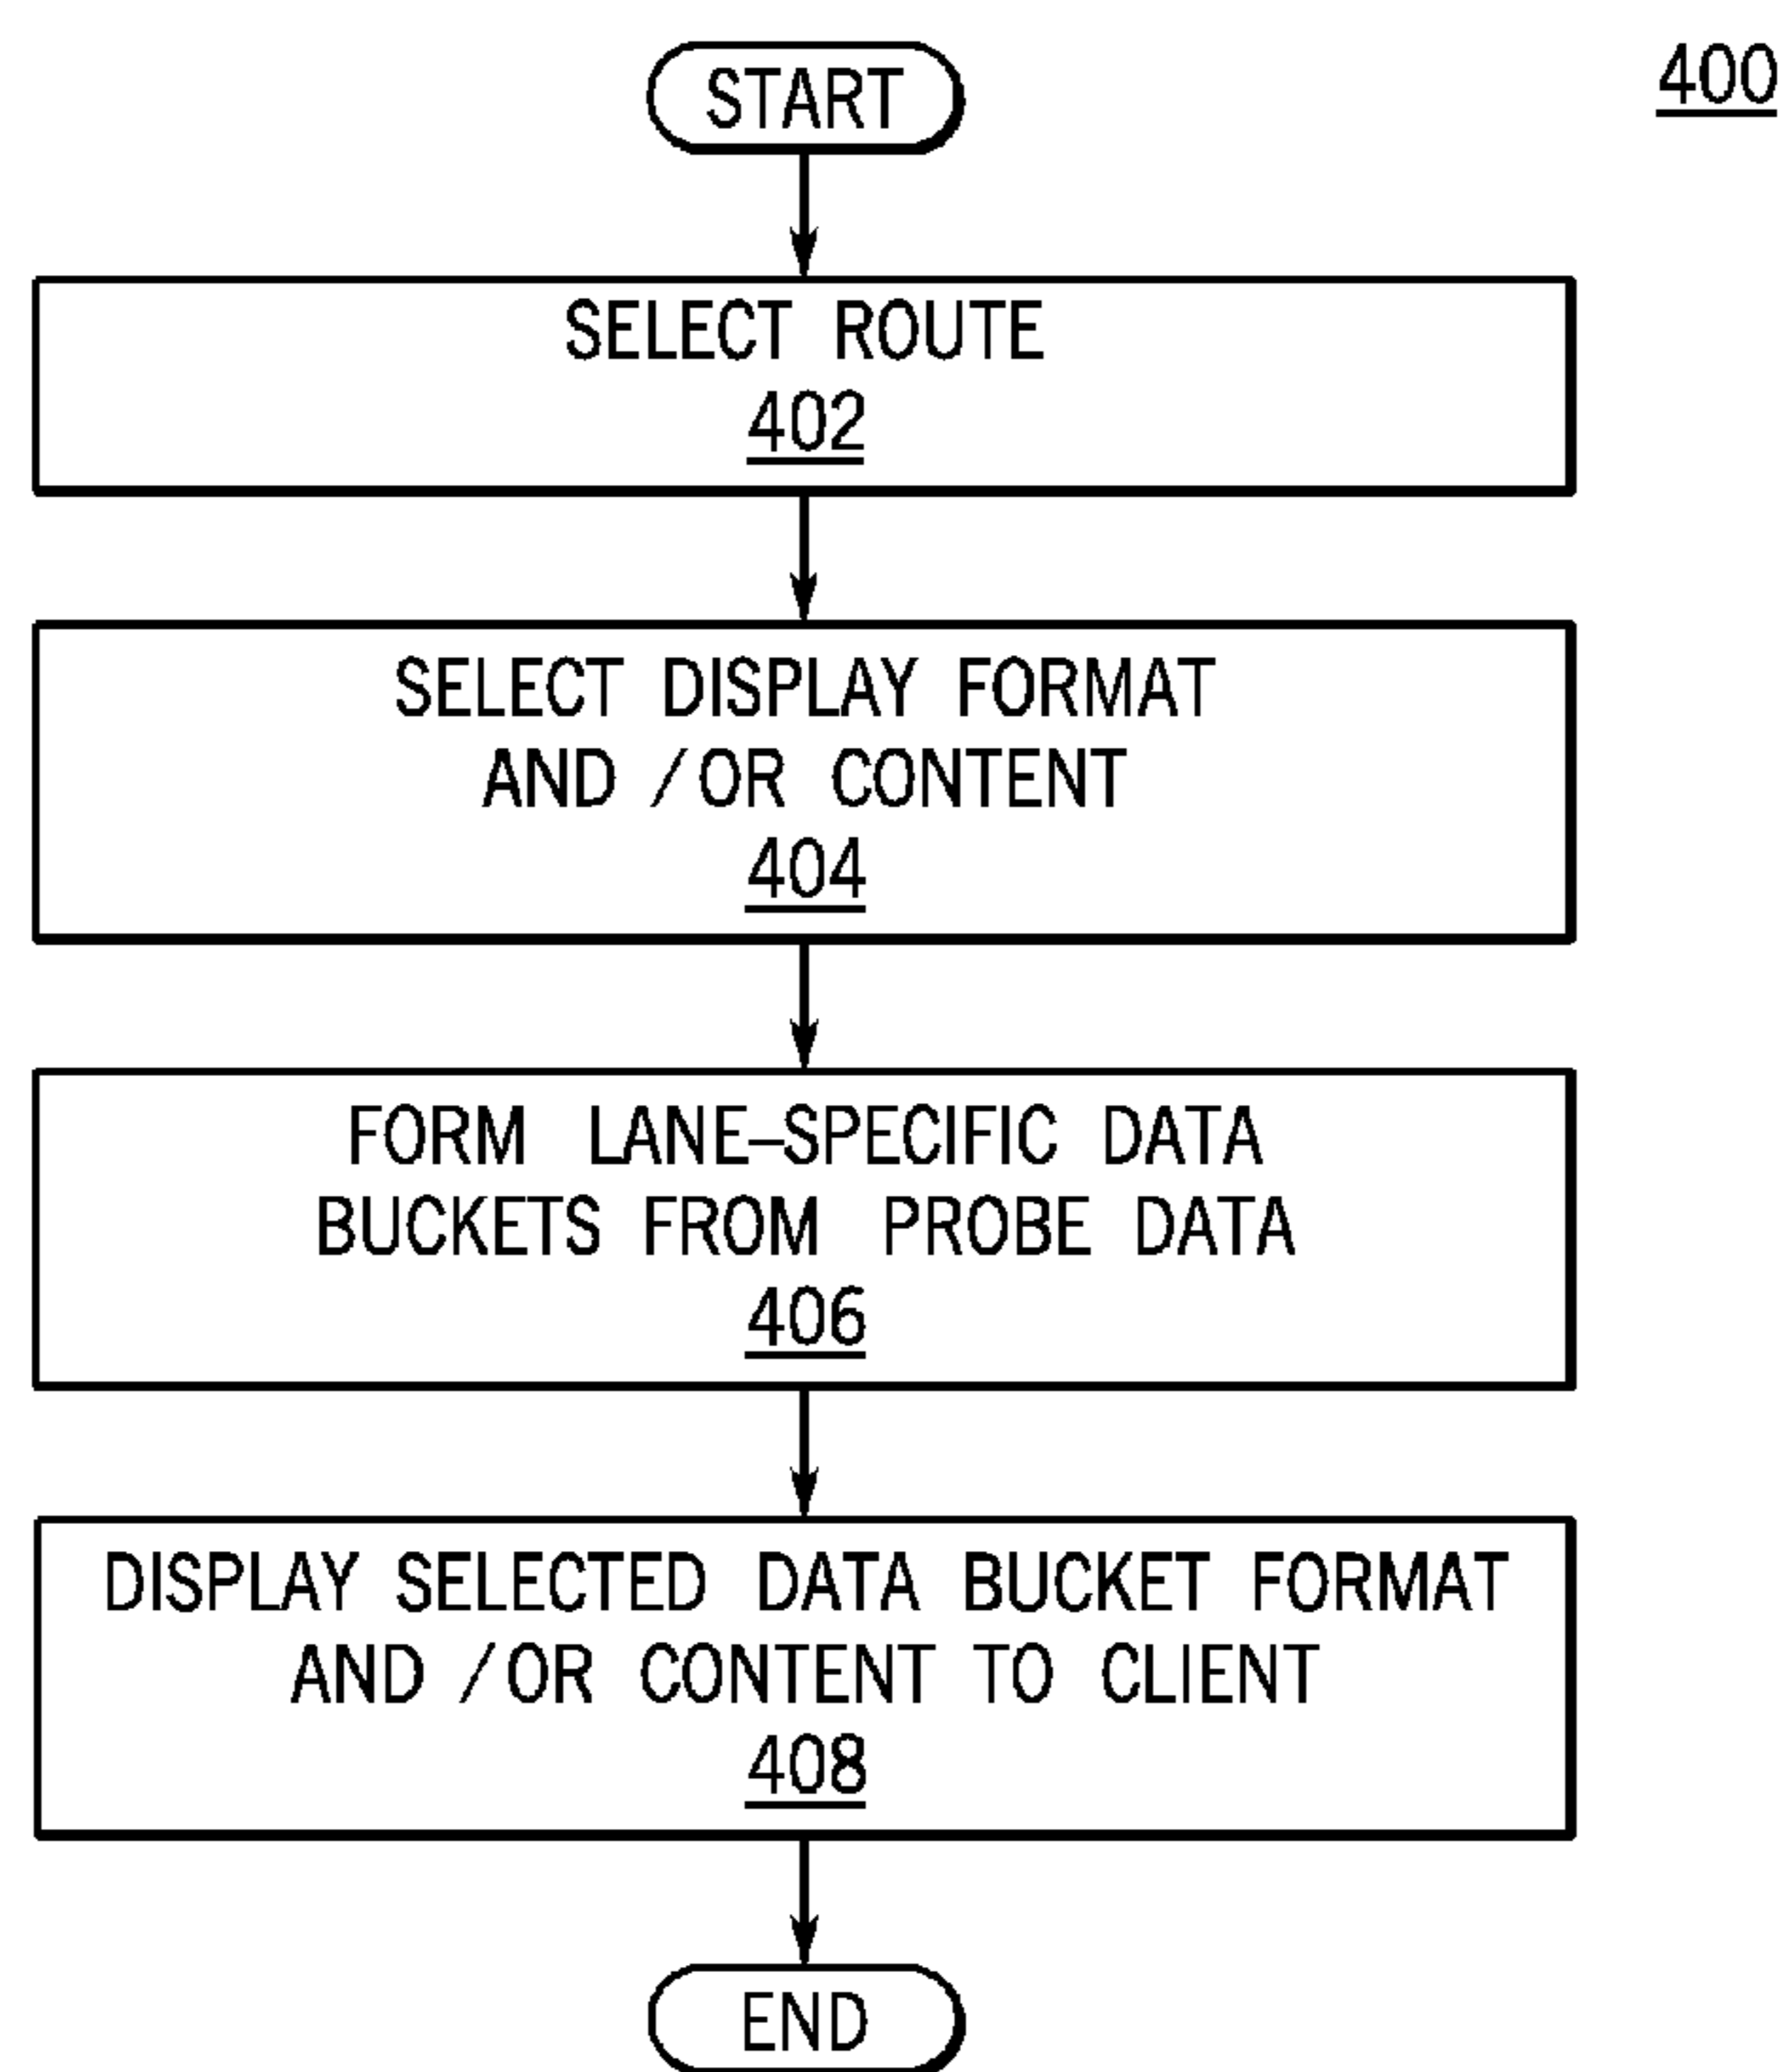 START
400
SELECT ROUTE
402
SELECT DISPLAY FORMAT
AND /OR CONTENT
404
FORM LANE-SPECIFIC DATA
BUCKETS FROM PROBE DATA
406
DISPLAY SELECTED DATA BUCKET FORMAT
AND /OR CONTENT TO CLIENT
408
END